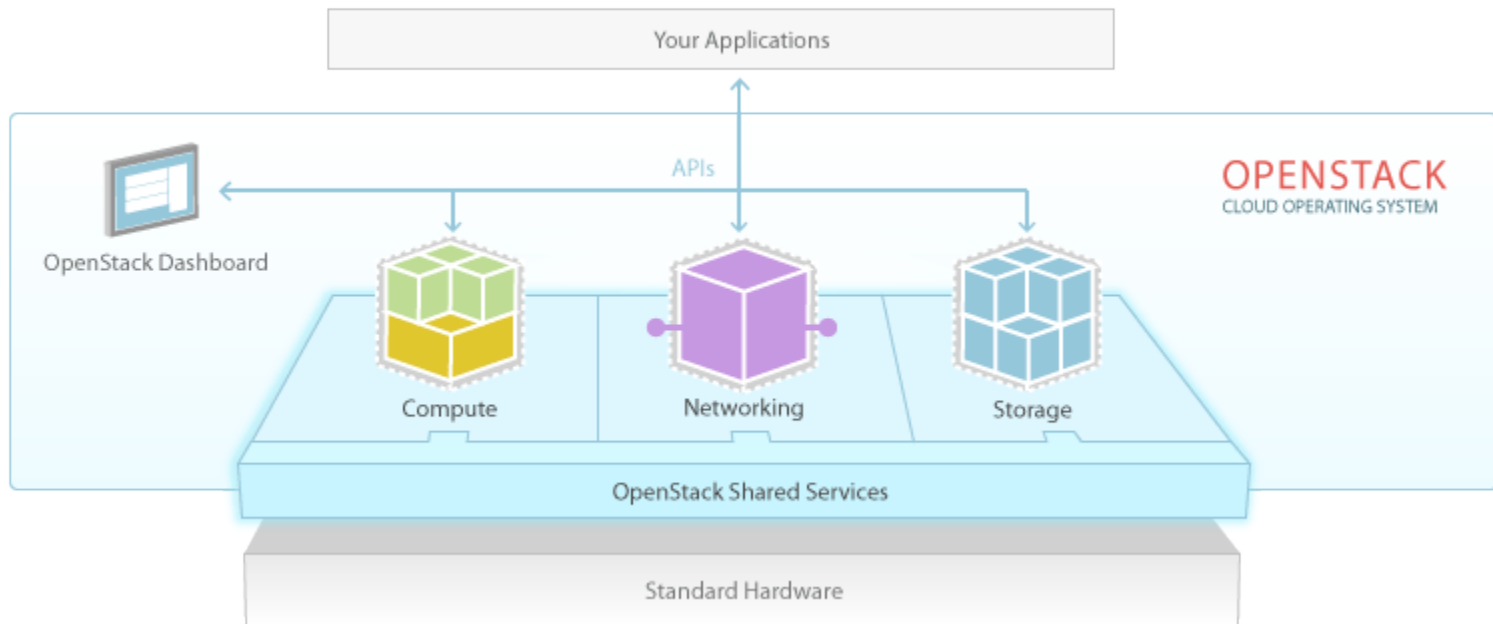 Your Applications
APIs
OPENSTACK
CLOUD OPERATING SYSTEM
OpenStack Dashboard
Compute
Networking
Storage
OpenStack Shared Services
Standard Hardware